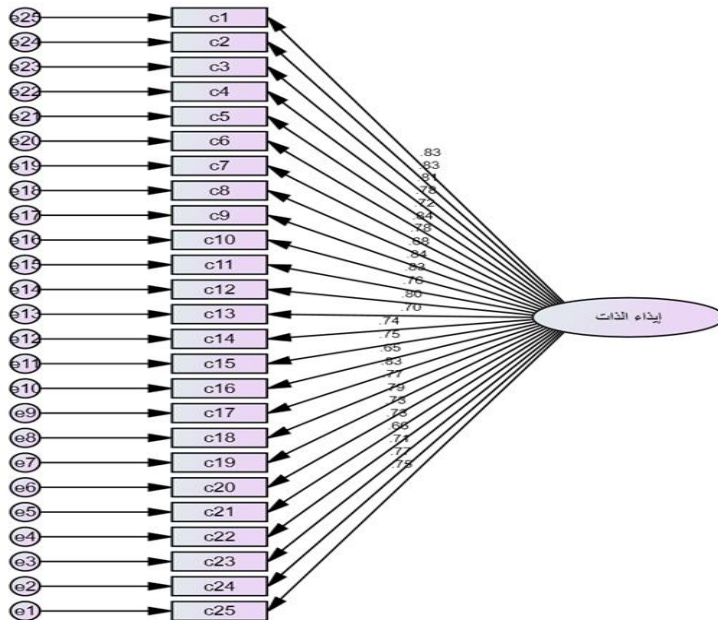 e25 c1
e24 c2
e23 c3
e22 c4
e21 c5
e20 c6
e19 c7
e18 c8
e17 c9
e16 c10
e15 c11
e14 c12
e13 c13
e12 c14
e11 c15
e10 c16
e9 c17
e8 c18
e7 c19
e6 c20
e5 c21
e4 c22
e3 c23
e2 c24
e1 c25
.83
.83
.81
.78
.72
.84
.78
.68
.84
.83
.76
.80
.70
.74
.75
.65
.83
.77
.79
.73
.73
.66
.71
.77
.75
إيذاء الذات